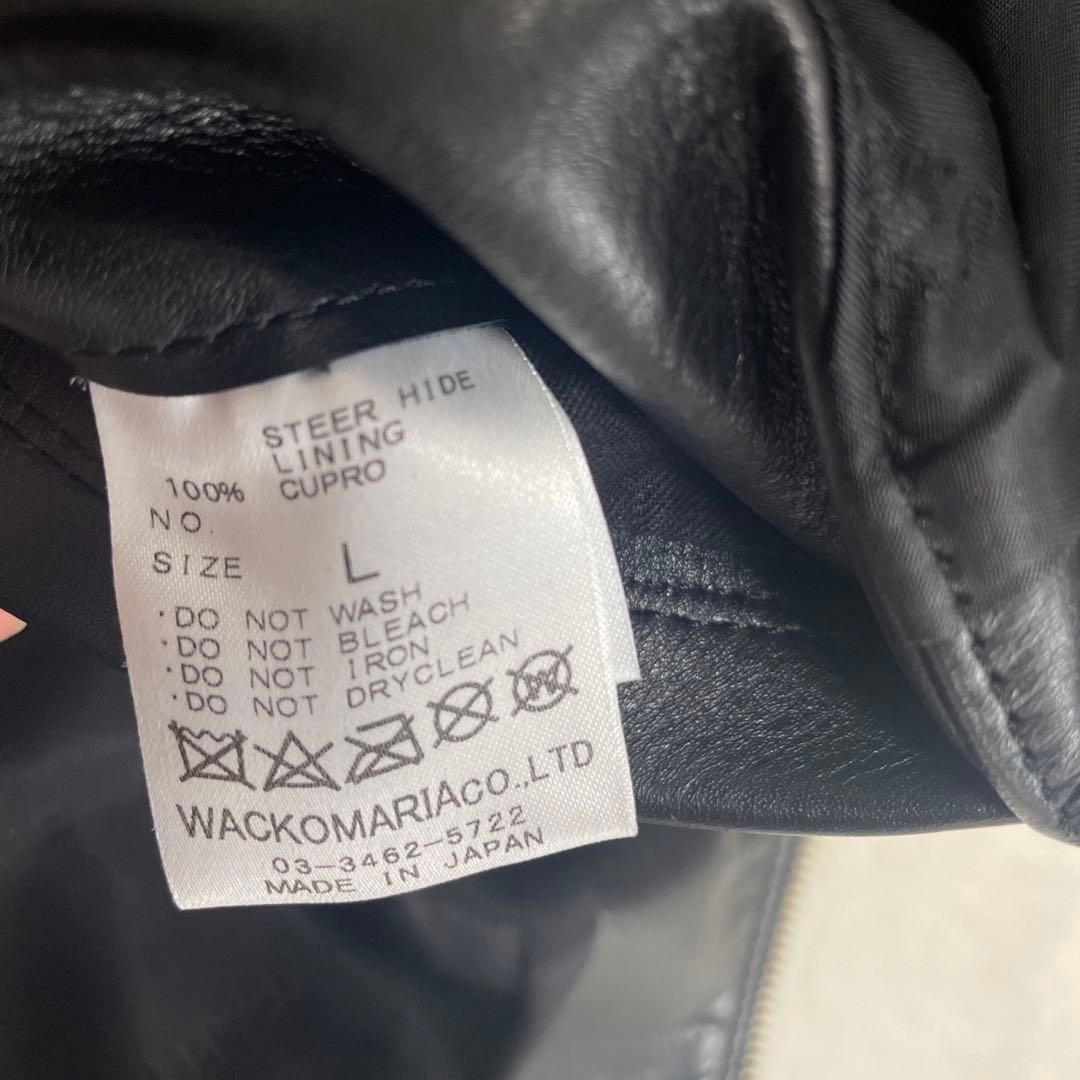 STEER HIDE
LINING
100% CUPRO
NO.
SIZE L
・DO NOT WASH
・DO NOT BLEACH
・DO NOT IRON
・DO NOT DRYCLEAN
W
WACKOMARIACO.,LTD
03-3462-5722
MADE IN JAPAN